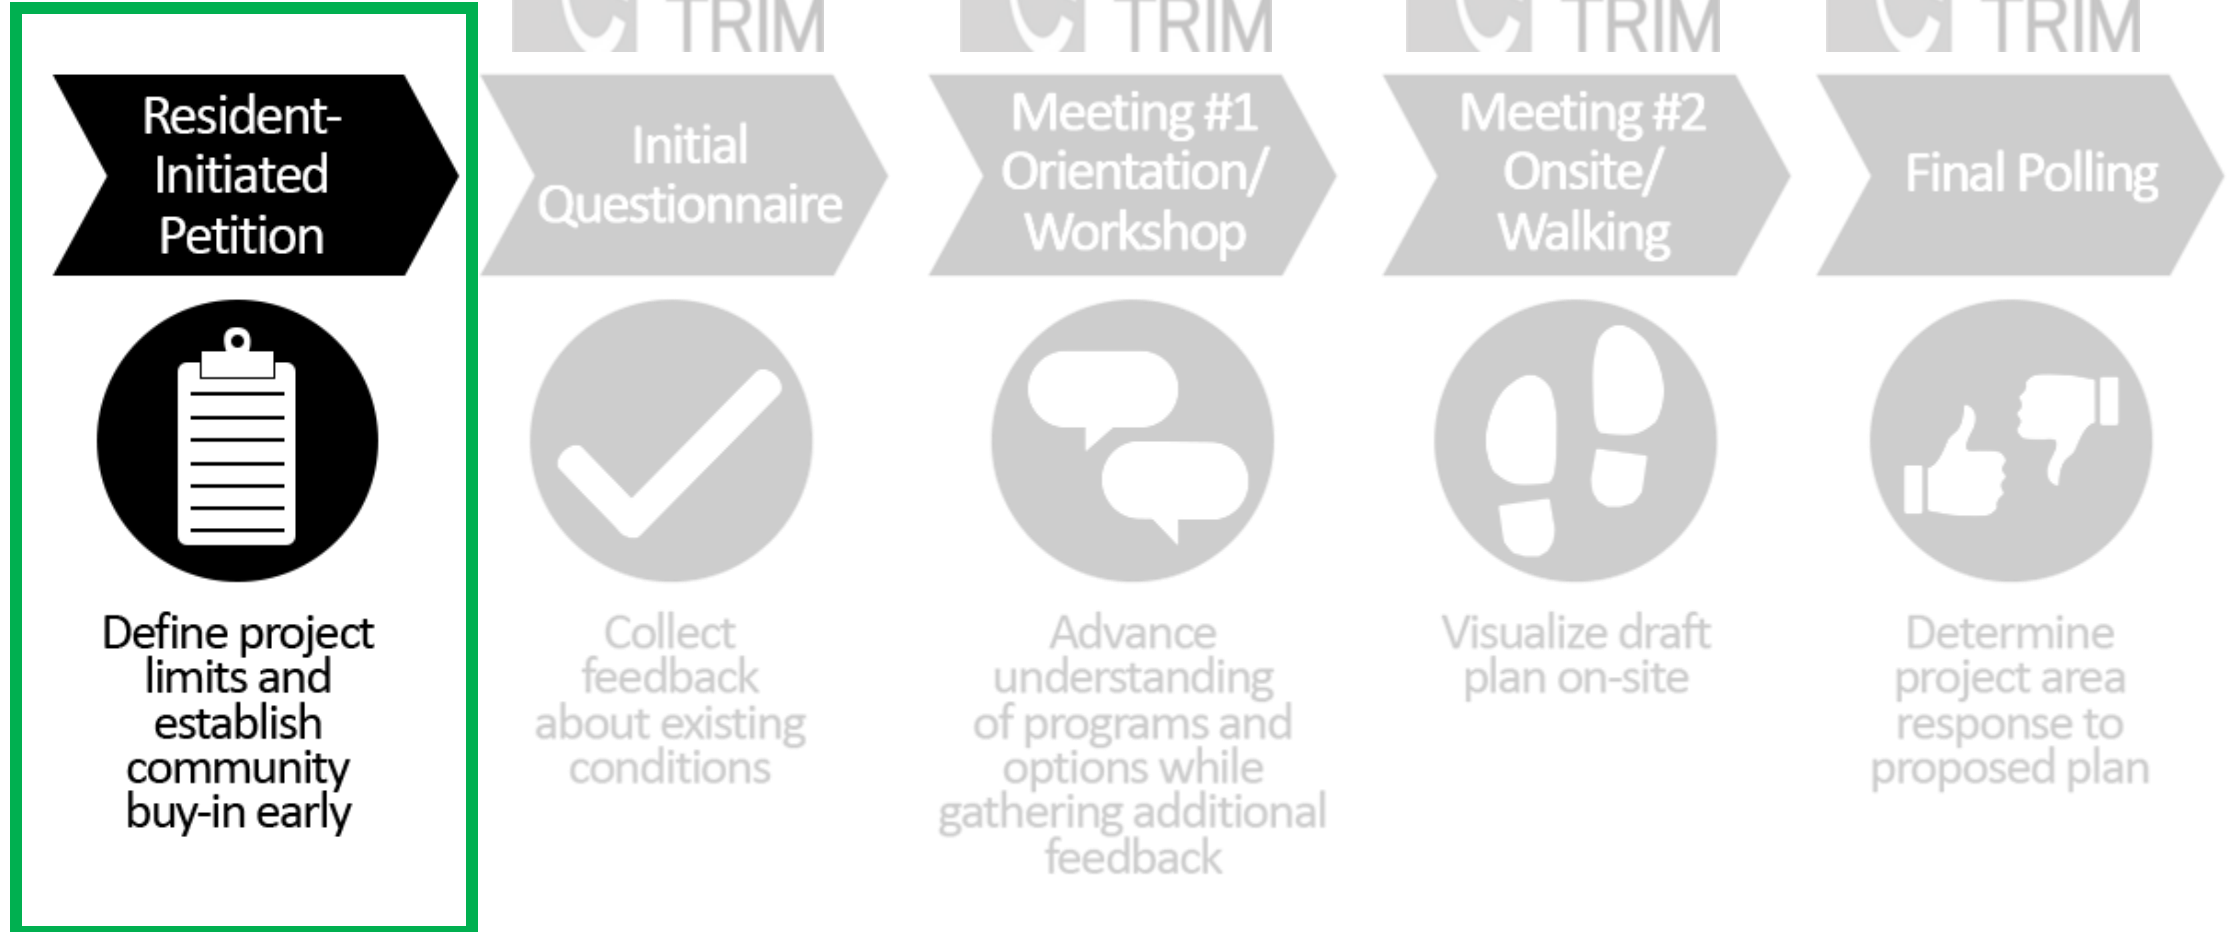 TRIM
TRIM
TRIM
TRIM
Resident-
Initiated
Petition
Initial
Questionnaire
Meeting #1
Orientation/
Workshop
Meeting #2
Onsite/
Walking
Final Polling
Define project
limits and
establish
community
buy-in early
Collect
feedback
about existing
conditions
Advance
understanding
of programs and
options while
gathering additional
feedback
Visualize draft
plan on-site
Determine
project area
response to
proposed plan